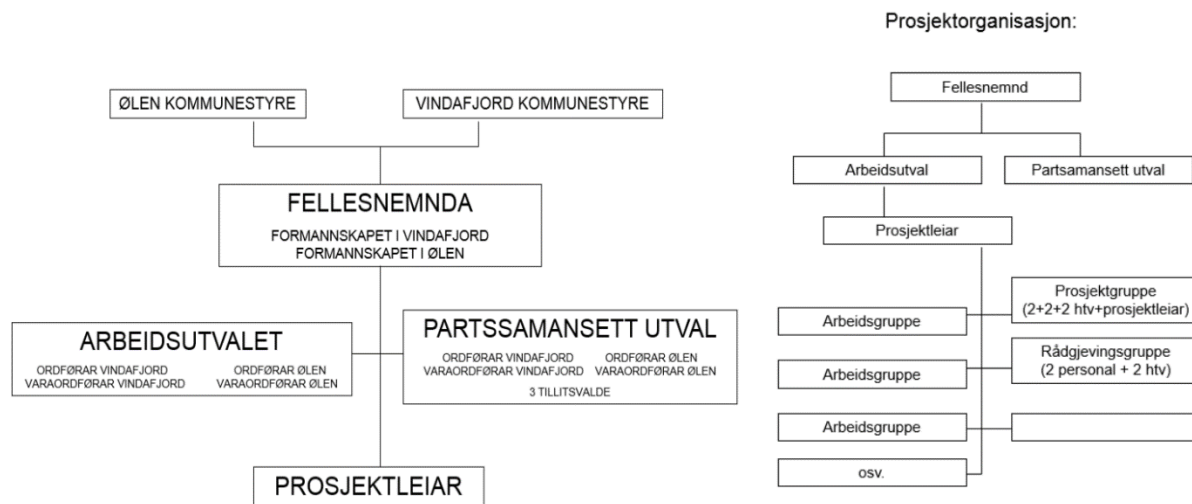 ØLEN KOMMUNESTYRE
VINDAFJORD KOMMUNESTYRE
FELLESNEMNDA
FORMANNSKAPET I VINDAFJORD
FORMANNSKAPET I ØLEN
ARBEIDSUTVALET
ORDFØRAR VINDAFJORD ORDFØRAR ØLEN
VARAORDFØRAR VINDAFJORD VARAORDFØRAR ØLEN
PARTSSAMANSETT UTVAL
ORDFØRAR VINDAFJORD ORDFØRAR ØLEN
VARAORDFØRAR VINDAFJORD VARAORDFØRAR ØLEN
3 TILLITSVALDE
PROSJEKTLEIAR
Prosjektorganisasjon:
Fellesnemnd
Arbeidsutval
Partsamansett utval
Prosjektleiar
Prosjektgruppe
(2+2+2 htv+prosjektleiar)
Arbeidsgruppe
Rådgjevingsgruppe
(2 personal + 2 htv)
Arbeidsgruppe
Arbeidsgruppe
osv.